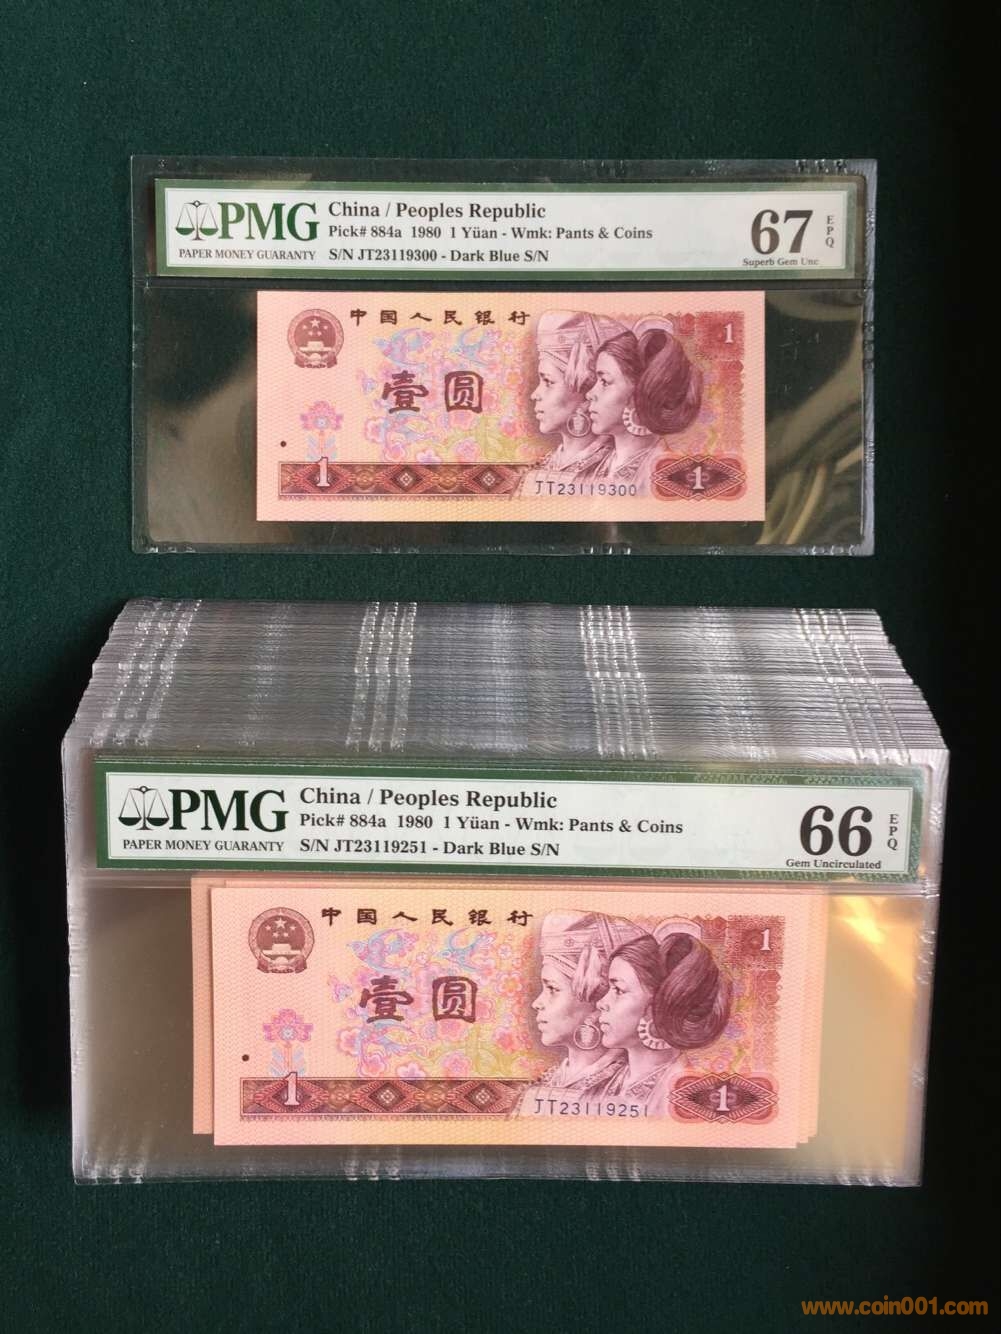 PMG
PAPER MONEY GUARANTY
China / Peoples Republic
Pick# 884a 1980 1 Yüan - Wmk: Pants & Coins
S/N JT23119300 - Dark Blue S/N
67
EPQ
Superb Gem Unc
中国人民银行
1
壹圆
1
JT23119300
1
PMG
PAPER MONEY GUARANTY
China / Peoples Republic
Pick# 884a 1980 1 Yüan - Wmk: Pants & Coins
S/N JT23119251 - Dark Blue S/N
66
EPQ
Gem Uncirculated
中国人民银行
1
壹圆
1
JT23119251
1
www.coin001.com